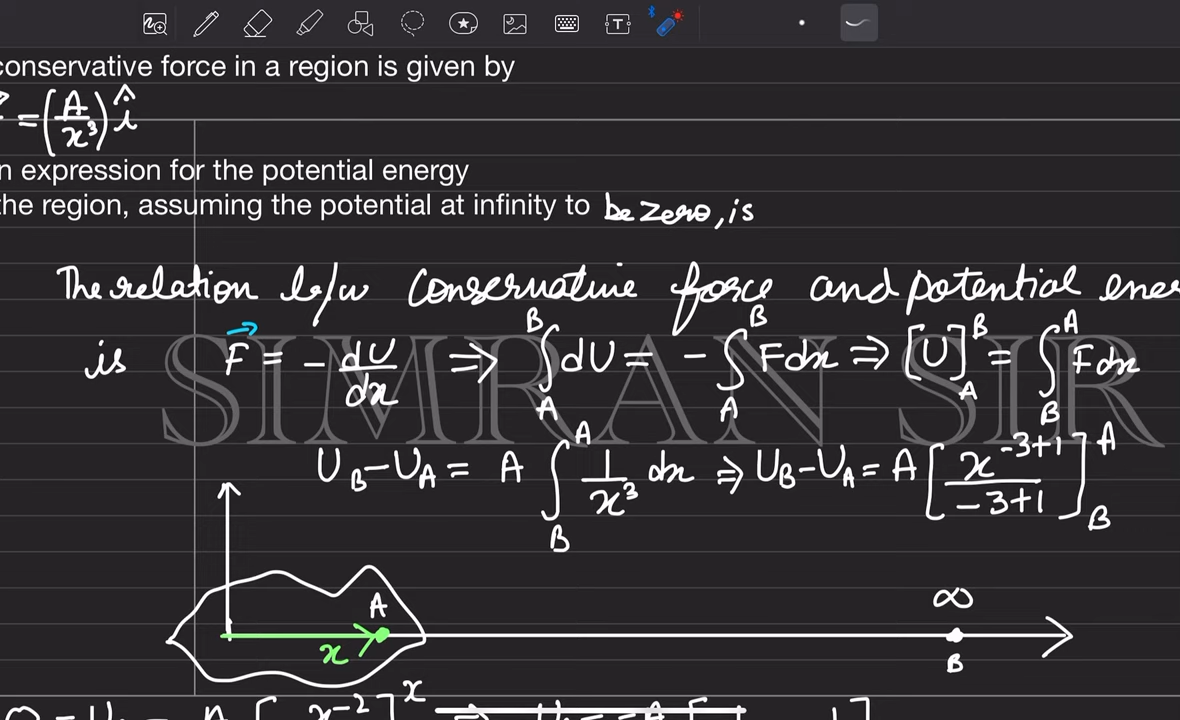 conservative force in a region is given by
= (A/x³) î
n expression for the potential energy
the region, assuming the potential at infinity to be zero, is
The relation b/w conservative force and potential ener
is F⃗ = - dU/dx ⇒ ∫_A^B dU = - ∫_A^B F dx ⇒ [U]_A^B = ∫_B^A F dx
SIMRAN SIR
U_B - U_A = A ∫_B^A 1/x³ dx ⇒ U_B - U_A = A [x^{-3+1}/(-3+1)]_B^A
A
∞
x
B